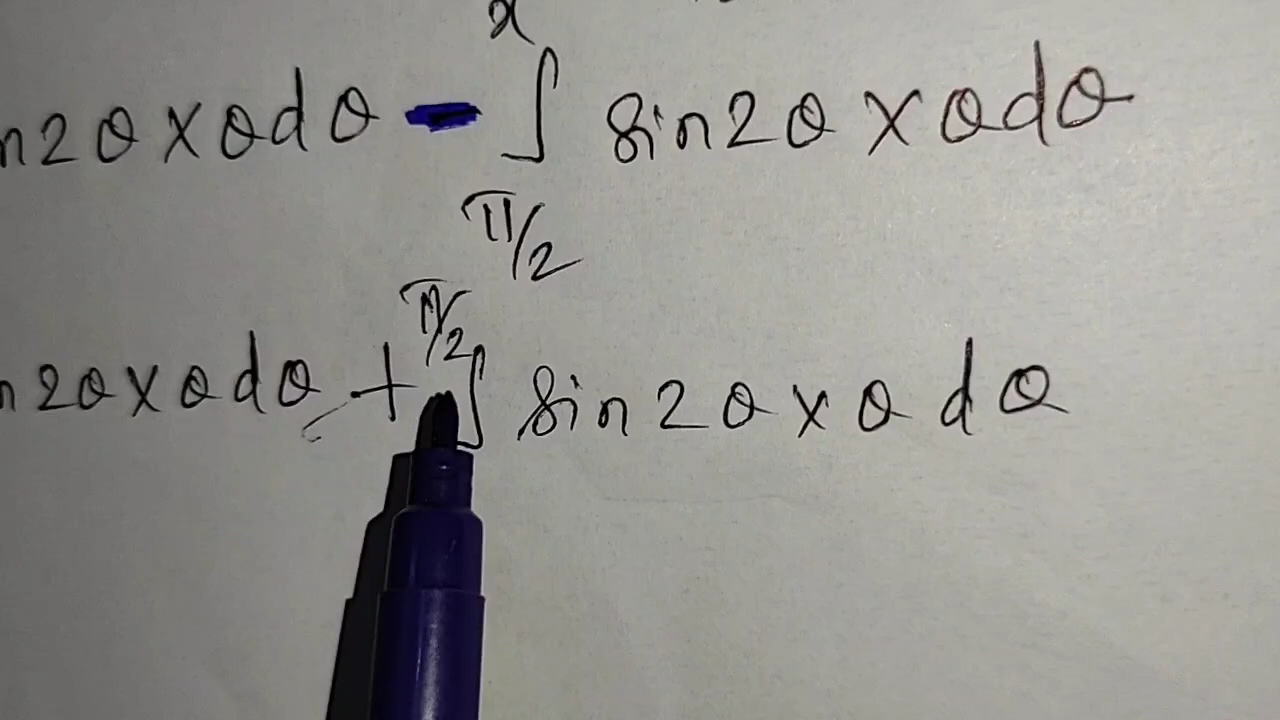 x
n2θ×θdθ - ∫ sin2θ×θdθ
π/2
π/2
n2θ×θdθ + ∫ sin2θ×θ dθ